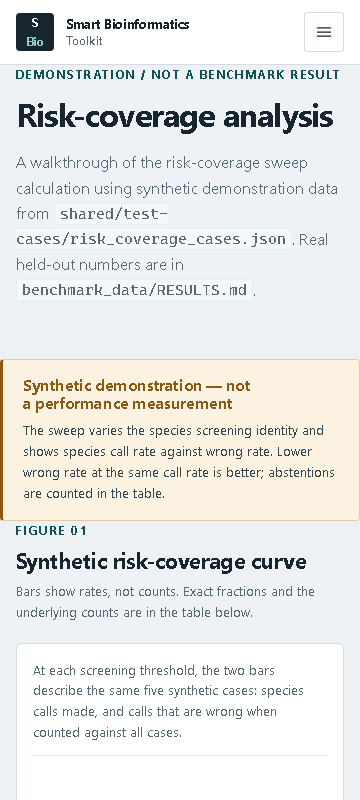 S
Bio
Smart Bioinformatics
Toolkit
DEMONSTRATION / NOT A BENCHMARK RESULT
Risk-coverage analysis
A walkthrough of the risk-coverage sweep
calculation using synthetic demonstration data
from shared/test-
cases/risk_coverage_cases.json. Real
held-out numbers are in
benchmark_data/RESULTS.md.
Synthetic demonstration — not
a performance measurement
The sweep varies the species screening identity and
shows species call rate against wrong rate. Lower
wrong rate at the same call rate is better; abstentions
are counted in the table.
FIGURE 01
Synthetic risk-coverage curve
Bars show rates, not counts. Exact fractions and the
underlying counts are in the table below.
At each screening threshold, the two bars
describe the same five synthetic cases: species
calls made, and calls that are wrong when
counted against all cases.